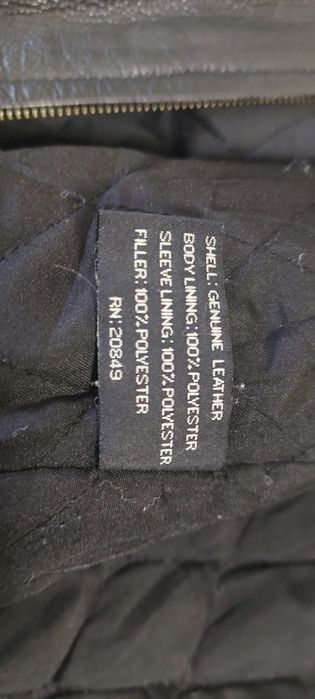 SHELL: GENUINE LEATHER
BODY LINING:100% POLYESTER
SLEEVE LINING: 100% POLYESTER
FILLER: 100% POLYESTER
RN: 20849